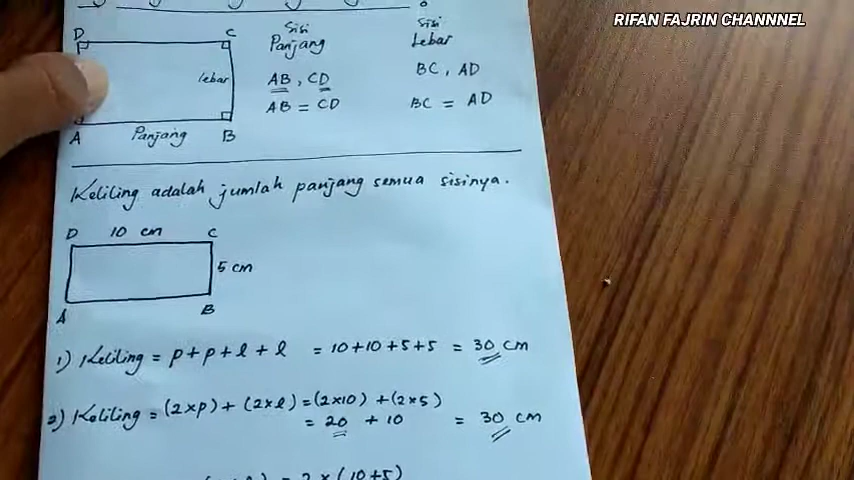 RIFAN FAJRIN CHANNNEL
D C Sisi Sisi
Panjang Lebar
lebar AB, CD BC, AD
AB = CD BC = AD
A Panjang B
Keliling adalah jumlah panjang semua sisinya.
D 10 cm C
5 cm
A B
1) Keliling = p + p + l + l = 10 + 10 + 5 + 5 = 30 cm
2) Keliling = (2 x p) + (2 x l) = (2 x 10) + (2 x 5)
= 20 + 10 = 30 cm
= 2 x (10 + 5)